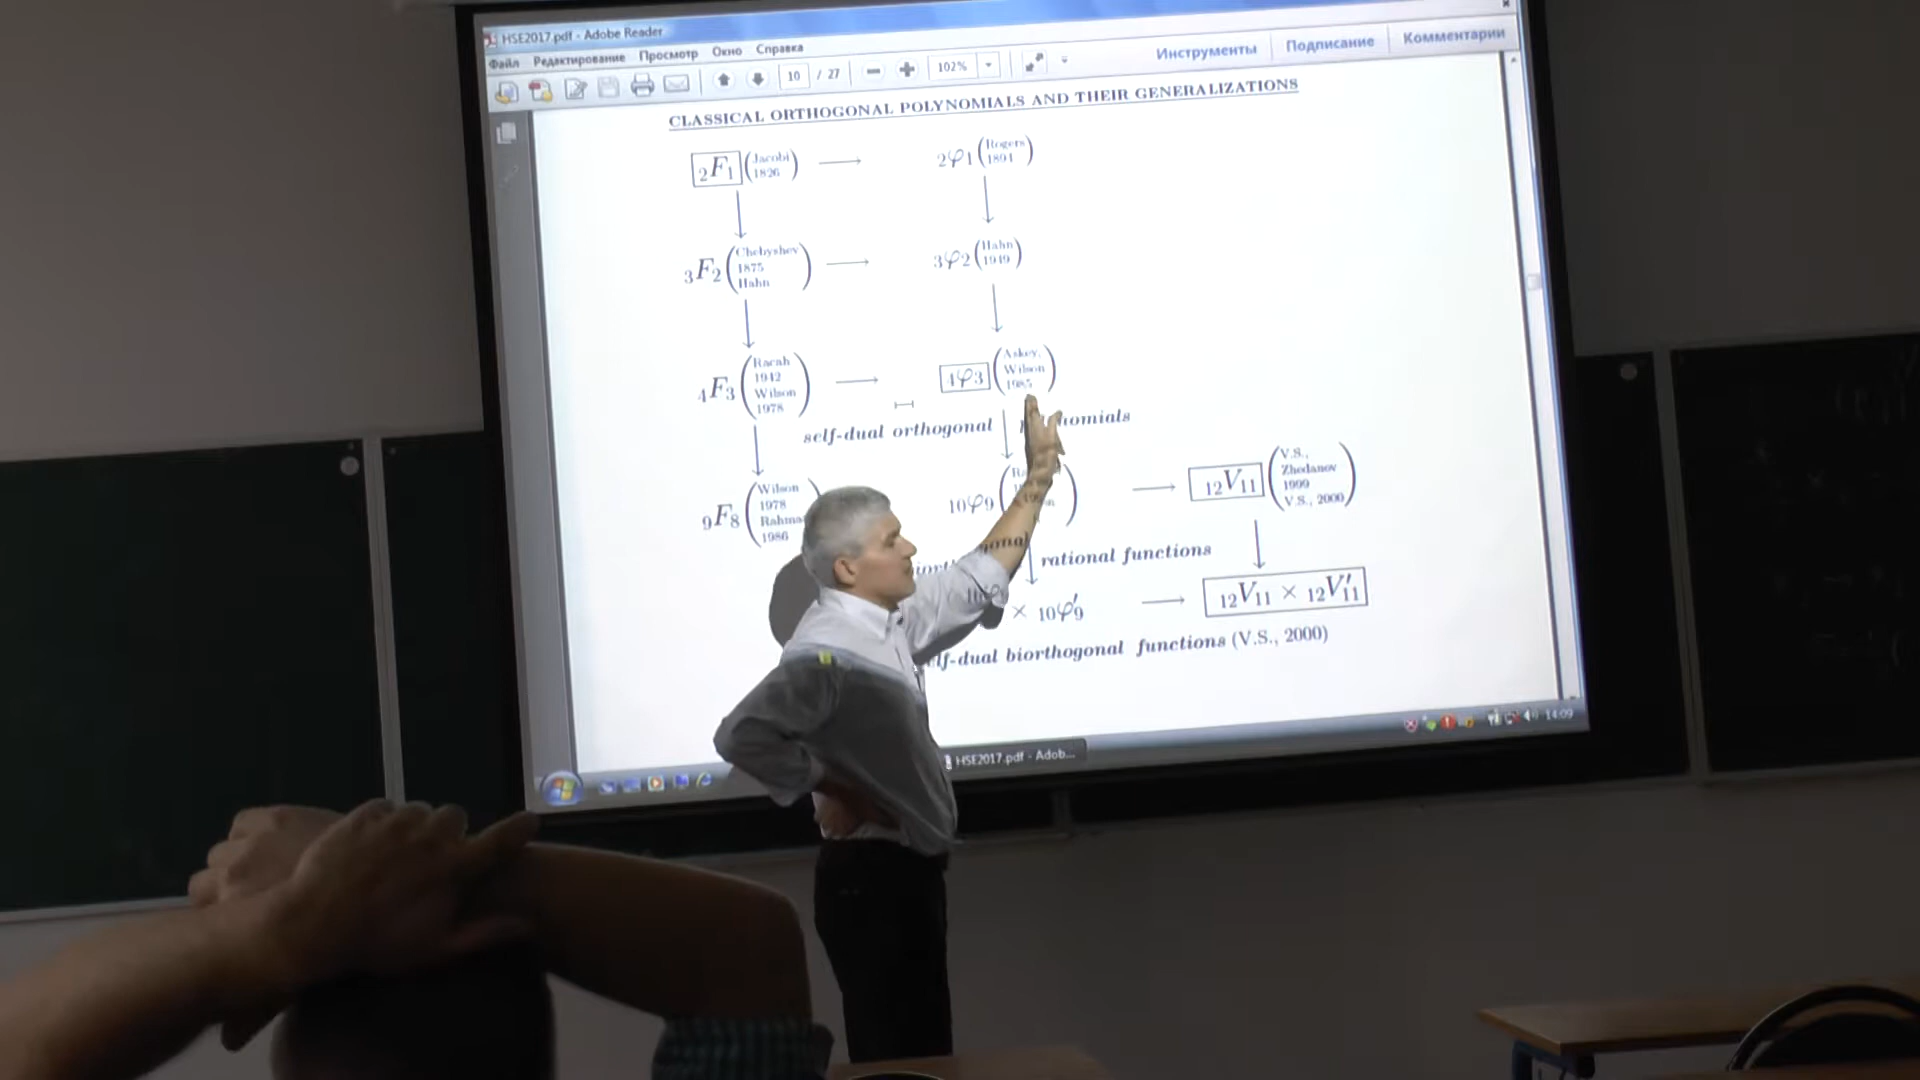 HSE2017.pdf - Adobe Reader
Файл Редактирование Просмотр Окно Справка
10 / 27 102% Инструменты Подписание Комментарии
CLASSICAL ORTHOGONAL POLYNOMIALS AND THEIR GENERALIZATIONS
₂F₁ (Jacobi 1826) → ₂φ₁ (Rogers 1894)
₃F₂ (Chebyshev 1875 Hahn) → ₃φ₂ (Hahn 1949)
₄F₃ (Racah 1942 Wilson 1978) → ₄φ₃ (Askey, Wilson 1985)
self-dual orthogonal
₉F₈ (Wilson 1978 1986) ₁₀φ₉ → ₁₂V₁₁ (V.S., Zhedanov 1999 V.S., 2000)
rational functions
× ₁₀φ′₉ → ₁₂V₁₁ × ₁₂V′₁₁
biorthogonal functions (V.S., 2000)
HSE2017.pdf - Adob...
14:09